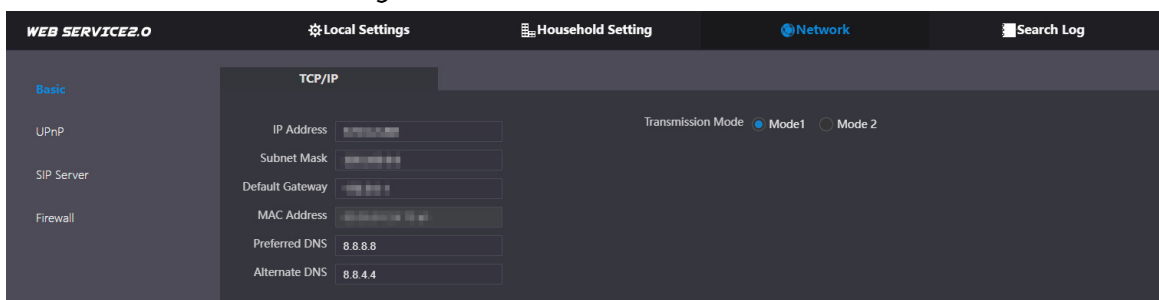 WEB SERVICE2.0 Local Settings Household Setting Network Search Log
Basic
UPnP
SIP Server
Firewall
TCP/IP
IP Address
Subnet Mask
Default Gateway
MAC Address
Preferred DNS 8.8.8.8
Alternate DNS 8.8.4.4
Transmission Mode Mode1 Mode 2